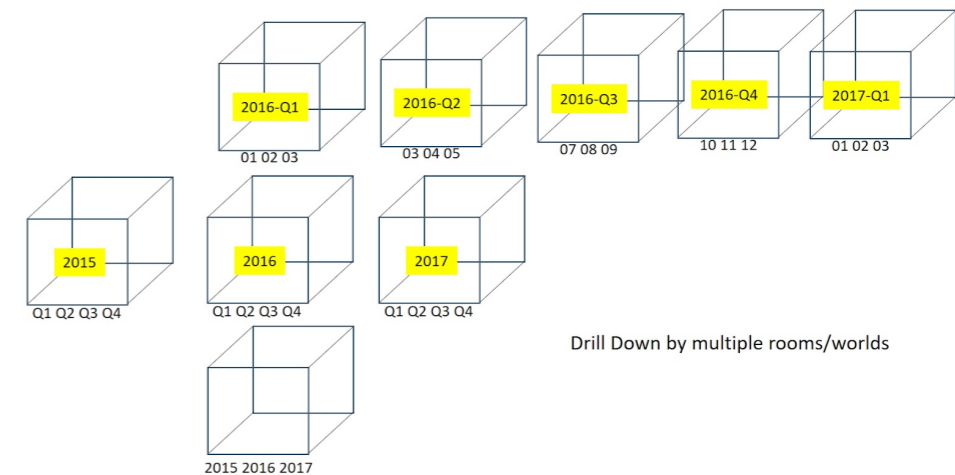 2016-Q1
2016-Q2
2016-Q3
2016-Q4
2017-Q1
01 02 03
03 04 05
07 08 09
10 11 12
01 02 03
2015
2016
2017
Q1 Q2 Q3 Q4
Q1 Q2 Q3 Q4
Q1 Q2 Q3 Q4
Drill Down by multiple rooms/worlds
2015 2016 2017